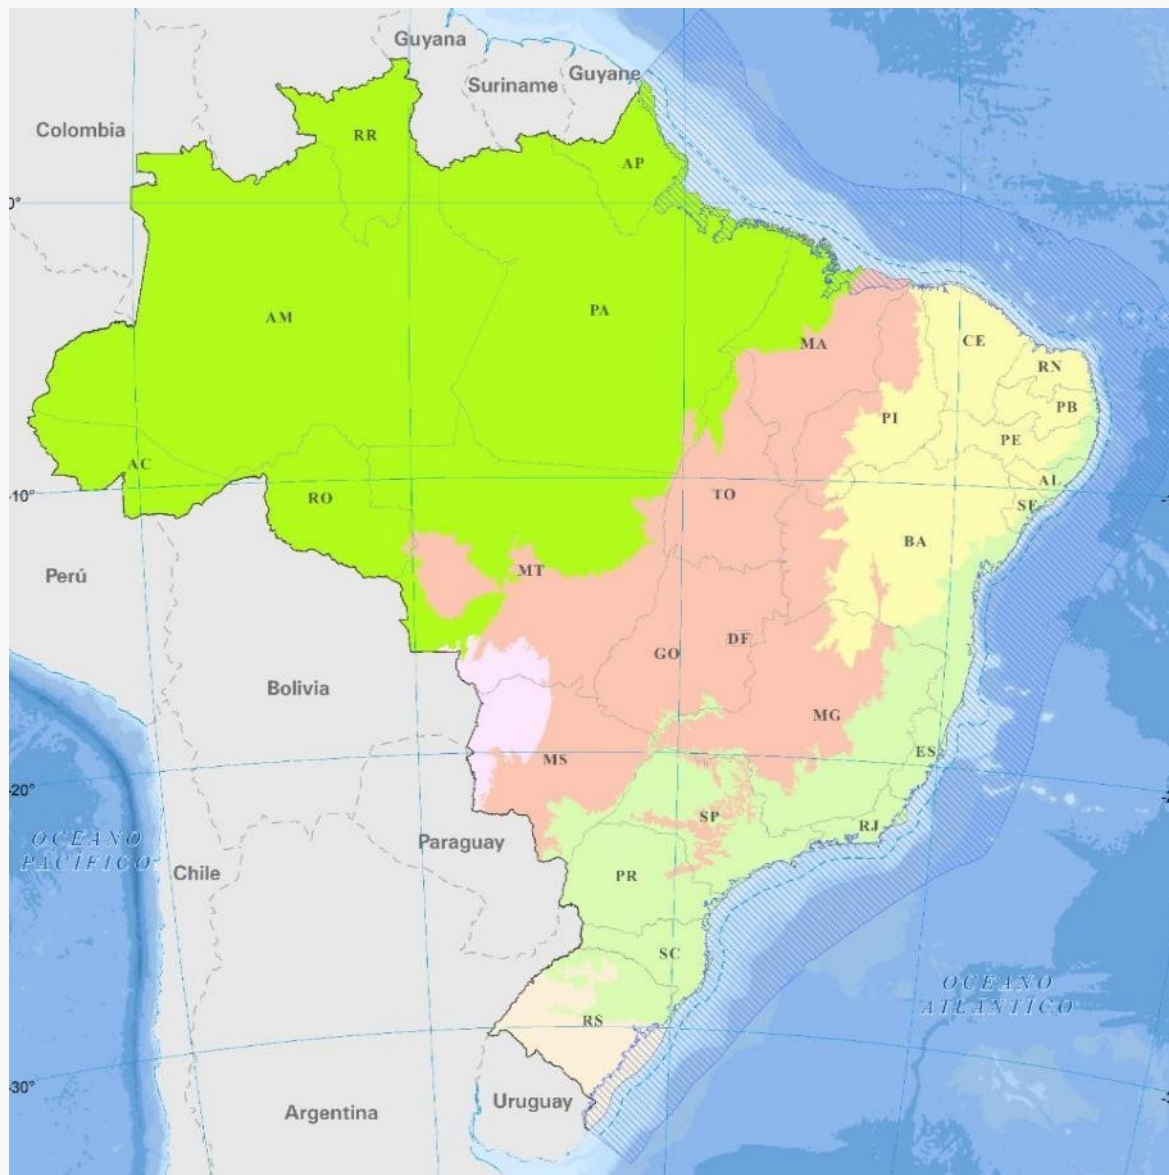 Guyana
Suriname
Guyane
Colombia
RR
AP
0°
AM
PA
MA
CE
RN
PB
PI
PE
AC
AL
-10°
RO
TO
SE
BA
MT
Perú
DF
GO
Bolivia
MG
ES
MS
-20°
SP
RJ
OCEANO
PACÍFICO
Paraguay
Chile
PR
SC
OCEANO
ATLÂNTICO
RS
-30°
Uruguay
Argentina